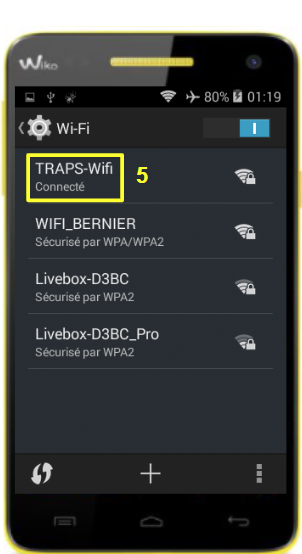 Wiko
80% 01:19
Wi-Fi
TRAPS-Wifi
Connecté
5
WIFI_BERNIER
Sécurisé par WPA/WPA2
Livebox-D3BC
Sécurisé par WPA2
Livebox-D3BC_Pro
Sécurisé par WPA2